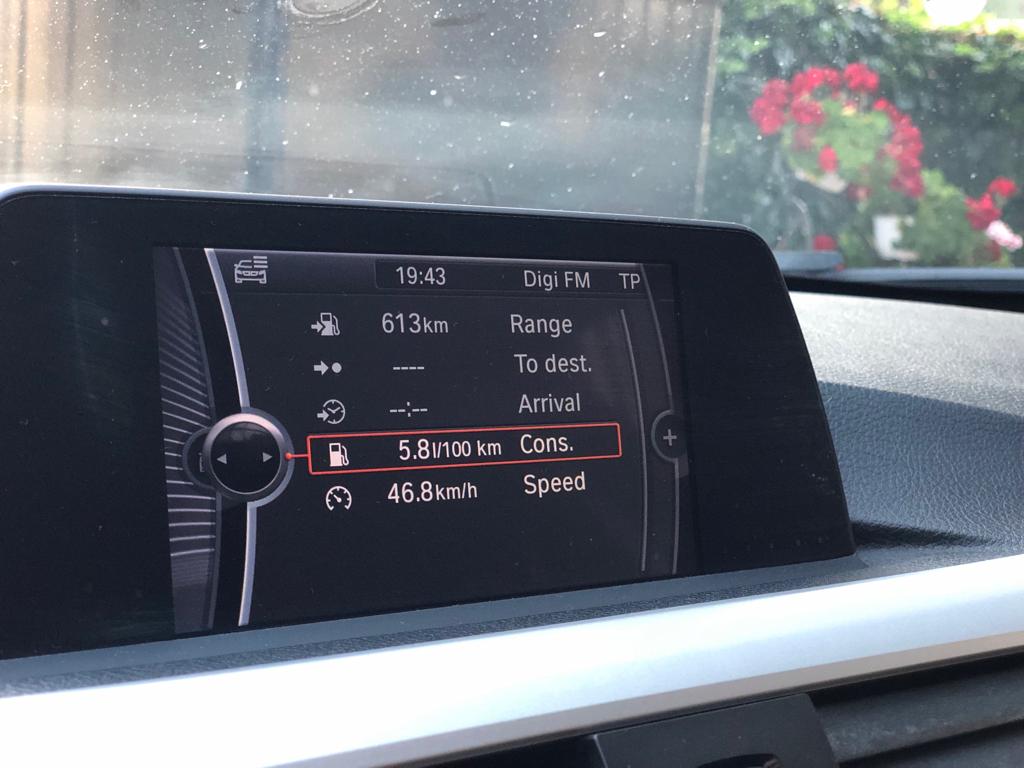 19:43 Digi FM TP
613km Range
---- To dest.
--:-- Arrival
5.8l/100 km Cons.
46.8km/h Speed